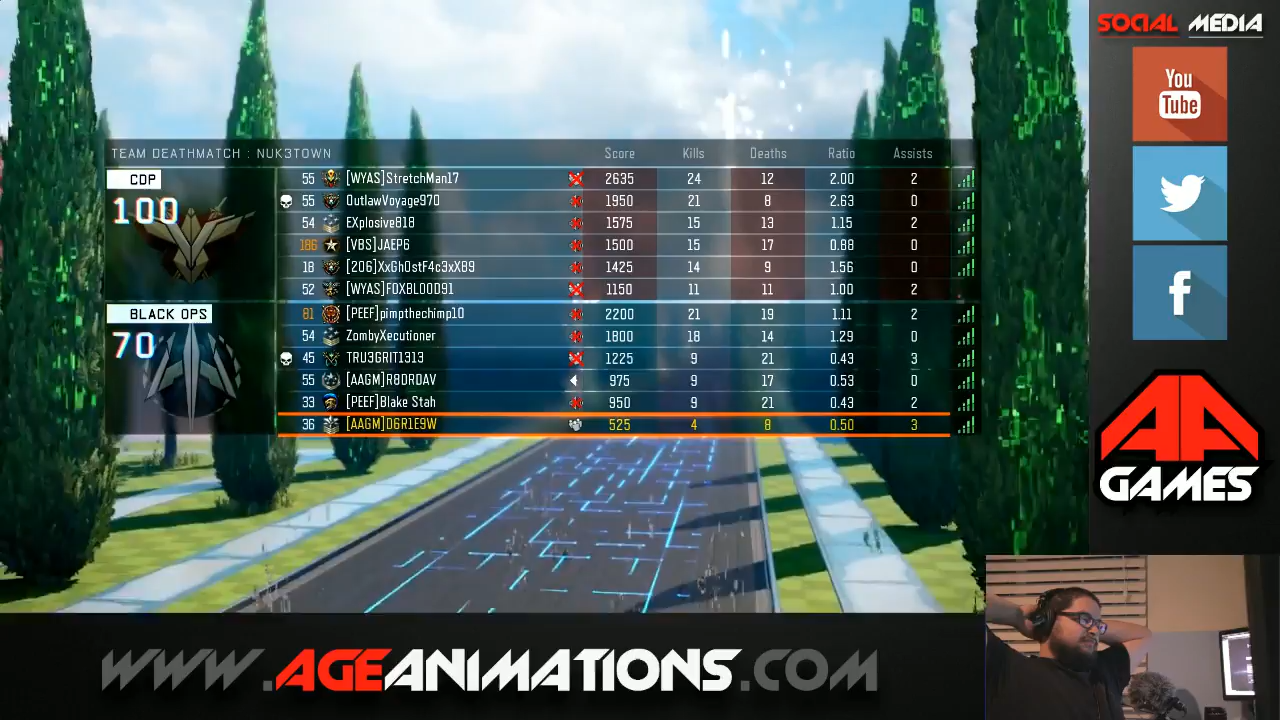 SOCIAL MEDIA
You
Tube
TEAM DEATHMATCH : NUK3TOWN Score Kills Deaths Ratio Assists
CDP
100
55 [WYAS]StretchMan17 2635 24 12 2.00 2
55 OutlawVoyage970 1950 21 8 2.63 0
54 EXplosive818 1575 15 13 1.15 2
186 [VBS]JAEP6 1500 15 17 0.88 0
18 [206]XxGh0stF4c3xXB9 1425 14 9 1.56 0
52 [WYAS]FOXBLOOD91 1150 11 11 1.00 2
BLACK OPS
70
81 [PEEF]pimpthechimp10 2200 21 19 1.11 2
54 ZombyXecutioner 1800 18 14 1.29 0
45 TRU3GRIT1313 1225 9 21 0.43 3
55 [AAGM]R8DRDAV 975 9 17 0.53 0
33 [PEEF]Blake Stah 950 9 21 0.43 2
36 [AAGM]D6R1E9W 525 4 8 0.50 3
f
AA
GAMES
WWW.AGEANIMATIONS.COM